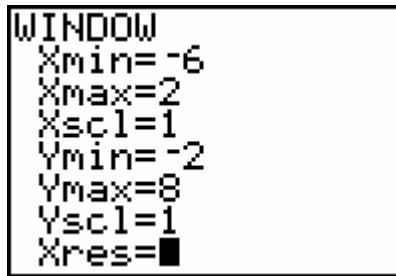 WINDOW
Xmin=-6
Xmax=2
Xscl=1
Ymin=-2
Ymax=8
Yscl=1
Xres=